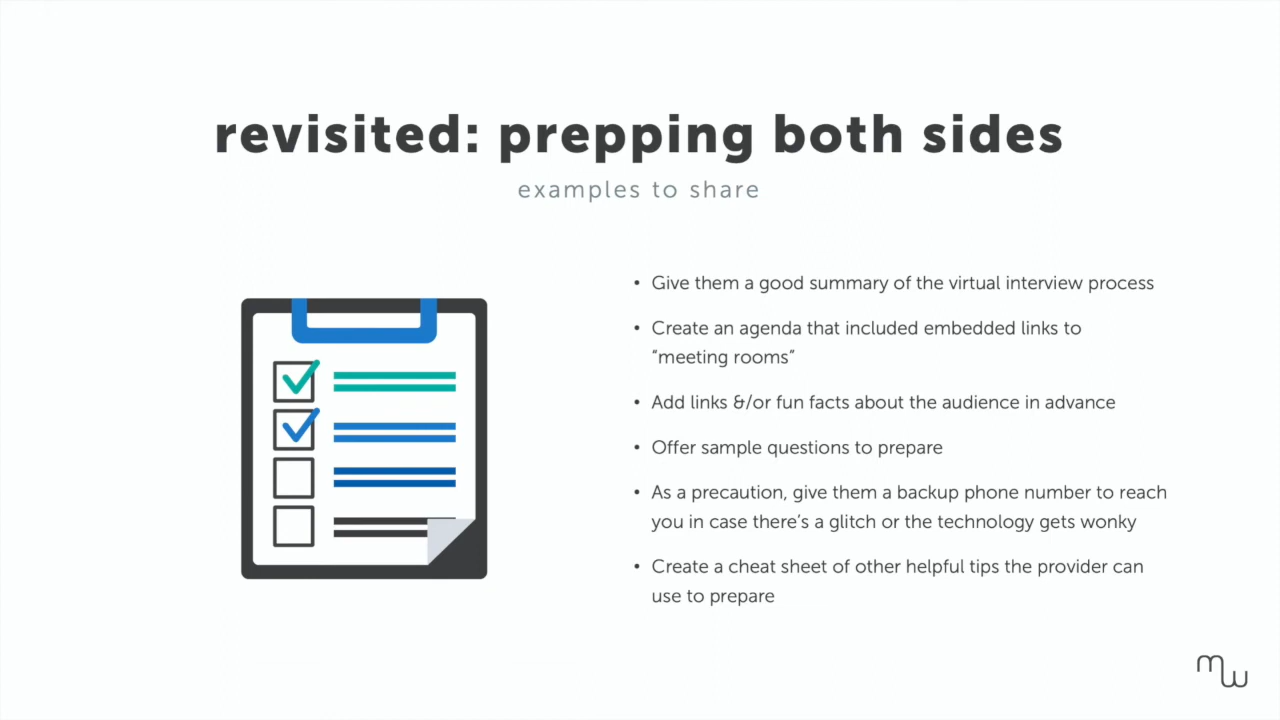 revisited: prepping both sides
examples to share
• Give them a good summary of the virtual interview process
• Create an agenda that included embedded links to
“meeting rooms”
• Add links &/or fun facts about the audience in advance
• Offer sample questions to prepare
• As a precaution, give them a backup phone number to reach
you in case there’s a glitch or the technology gets wonky
• Create a cheat sheet of other helpful tips the provider can
use to prepare
mw